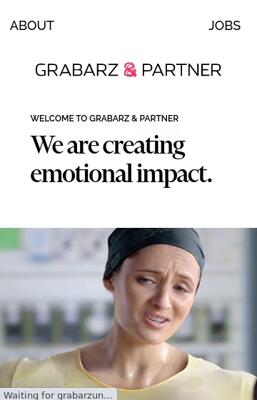 ABOUT JOBS
GRABARZ & PARTNER
WELCOME TO GRABARZ & PARTNER
We are creating
emotional impact.
Waiting for grabarzun...